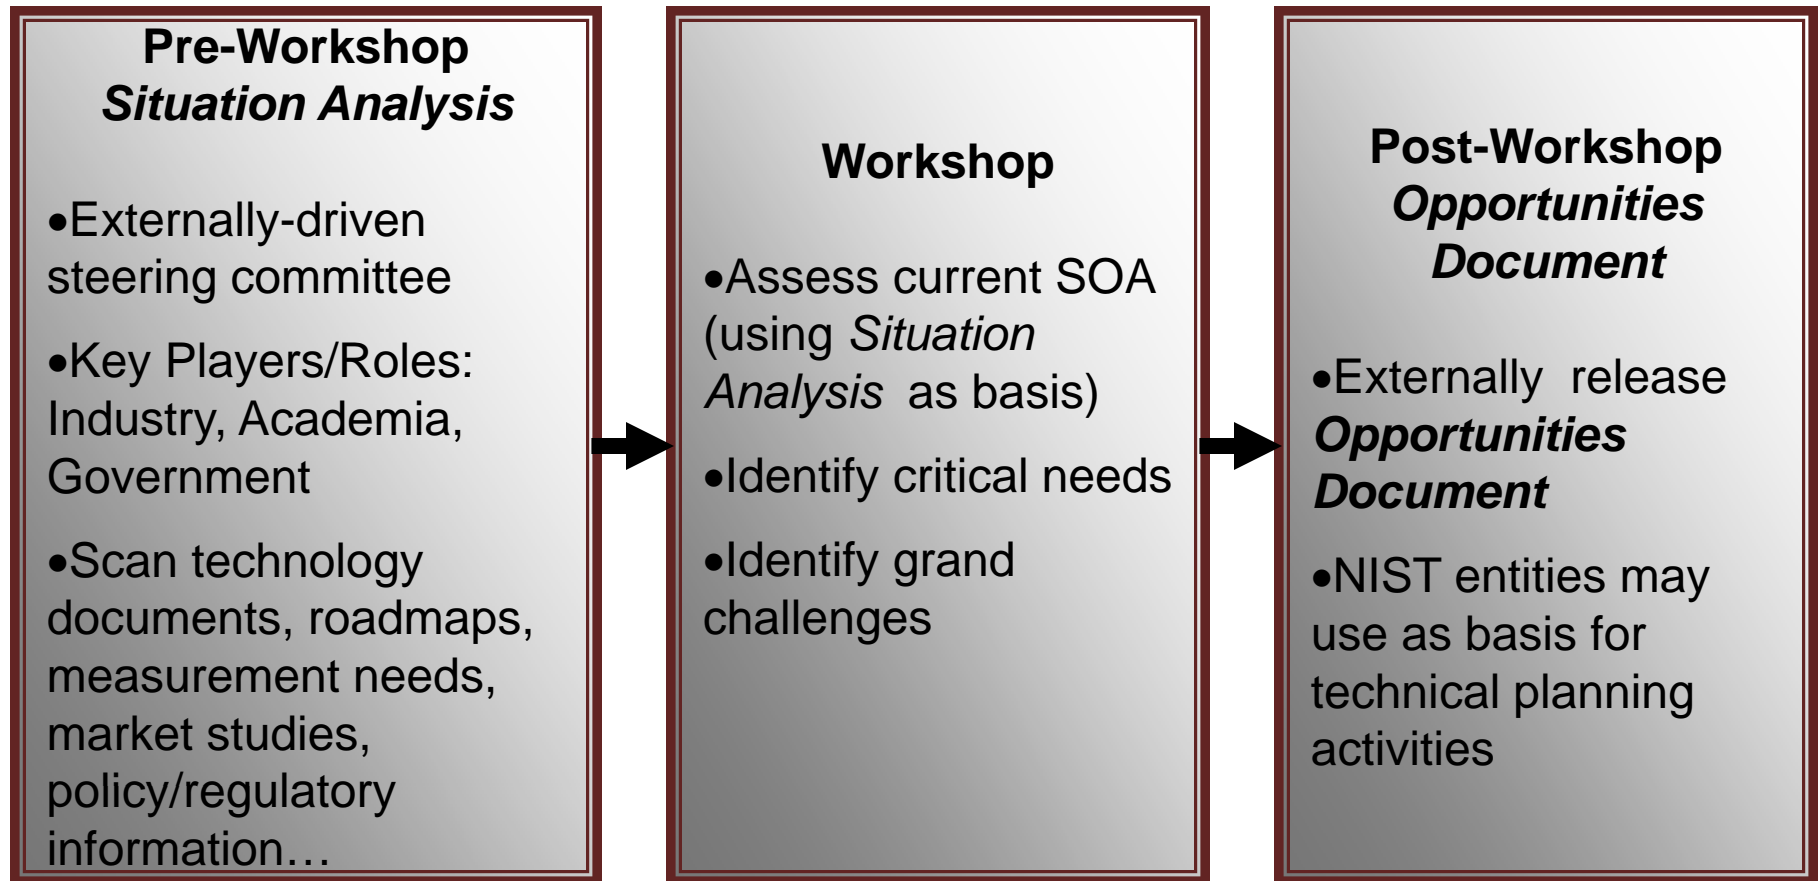 Pre-Workshop
Situation Analysis
•Externally-driven
steering committee
•Key Players/Roles:
Industry, Academia,
Government
•Scan technology
documents, roadmaps,
measurement needs,
market studies,
policy/regulatory
information…
Workshop
•Assess current SOA
(using Situation
Analysis as basis)
•Identify critical needs
•Identify grand
challenges
Post-Workshop
Opportunities
Document
•Externally release
Opportunities
Document
•NIST entities may
use as basis for
technical planning
activities